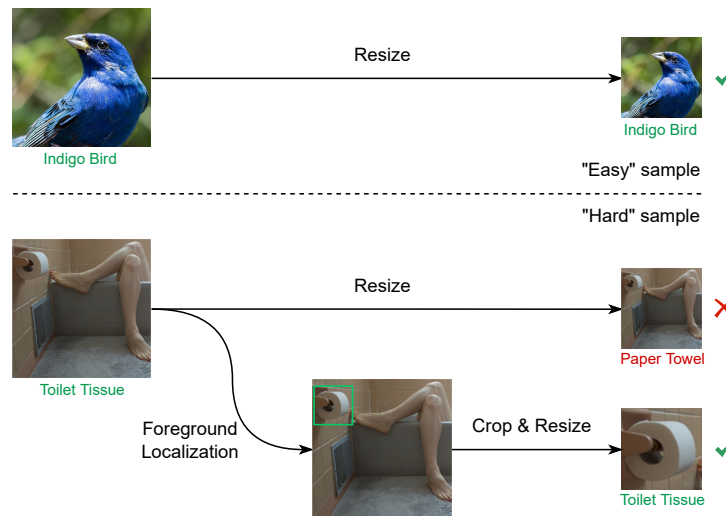 Resize
Indigo Bird
Indigo Bird
"Easy" sample
"Hard" sample
Resize
Toilet Tissue
Paper Towel
Foreground
Localization
Crop & Resize
Toilet Tissue